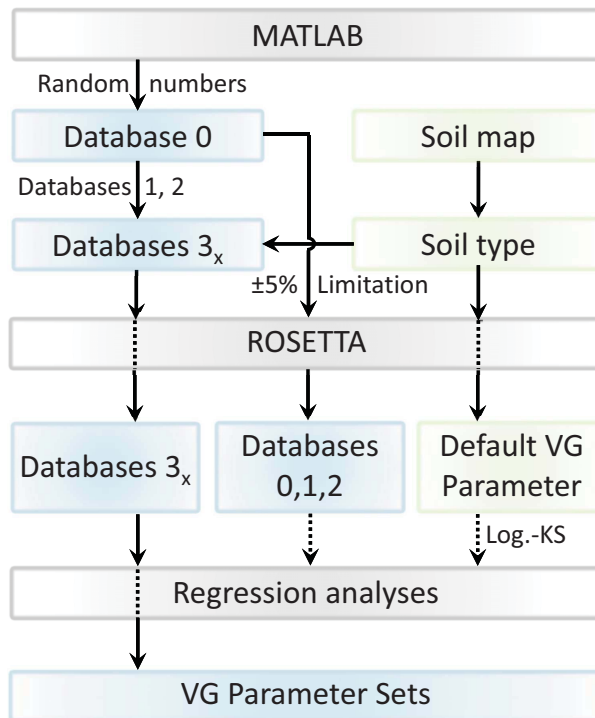 MATLAB
Random numbers
Database 0
Soil map
Databases 1, 2
Databases 3x
Soil type
±5% Limitation
ROSETTA
Databases 3x
Databases
0,1,2
Default VG
Parameter
Log.-KS
Regression analyses
VG Parameter Sets